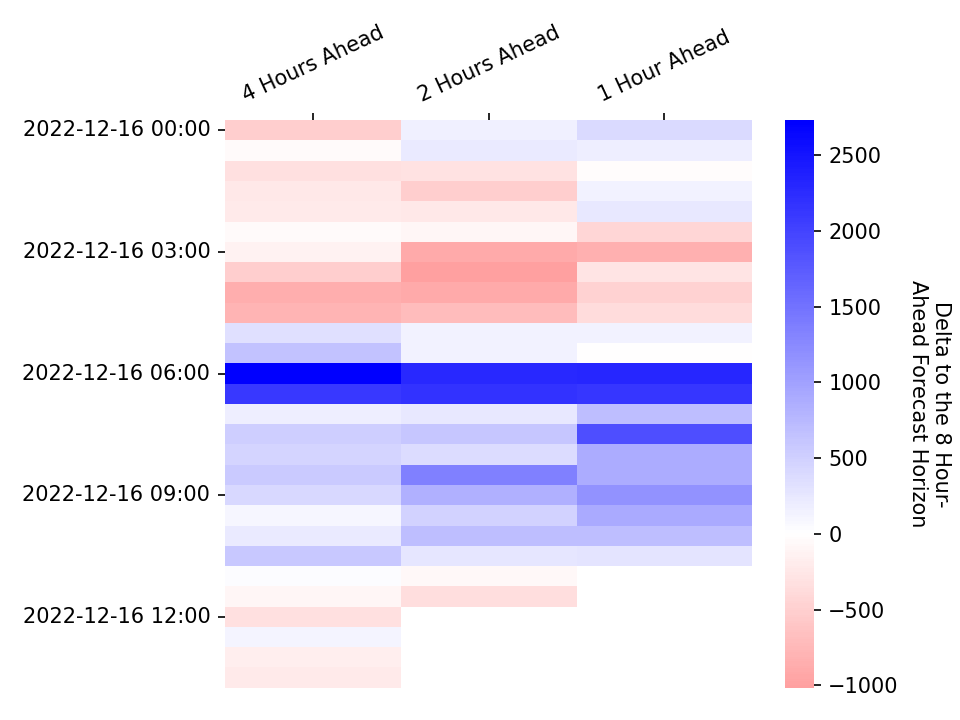 4 Hours Ahead
2 Hours Ahead
1 Hour Ahead
2022-12-16 00:00
2022-12-16 03:00
2022-12-16 06:00
2022-12-16 09:00
2022-12-16 12:00
2500
2000
1500
1000
500
0
−500
−1000
Delta to the 8 Hour-
Ahead Forecast Horizon